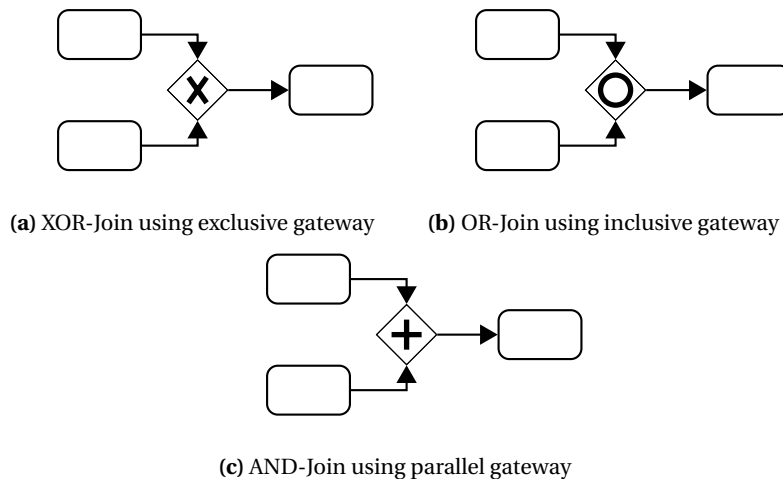 (a) XOR-Join using exclusive gateway
(b) OR-Join using inclusive gateway
(c) AND-Join using parallel gateway